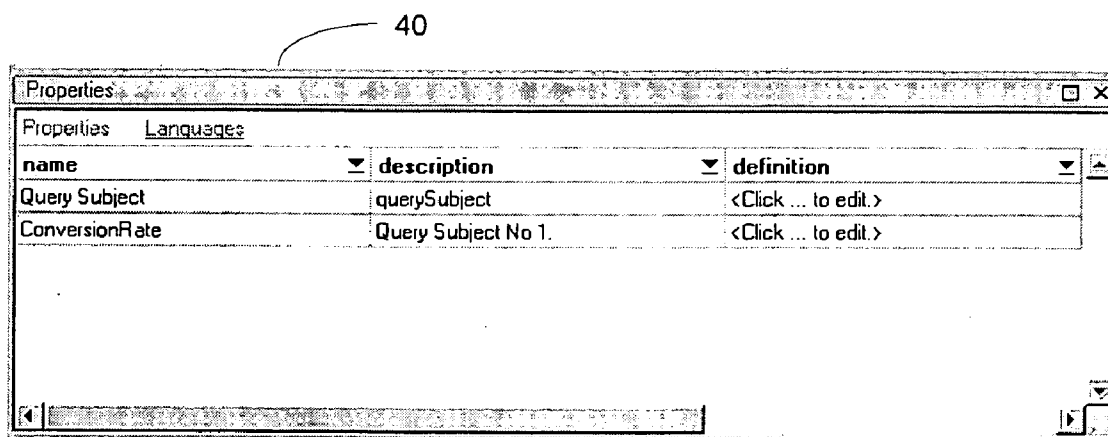 40
Properties
Properties Languages
name description definition
Query Subject querySubject <Click ... to edit.>
ConversionRate Query Subject No 1. <Click ... to edit.>